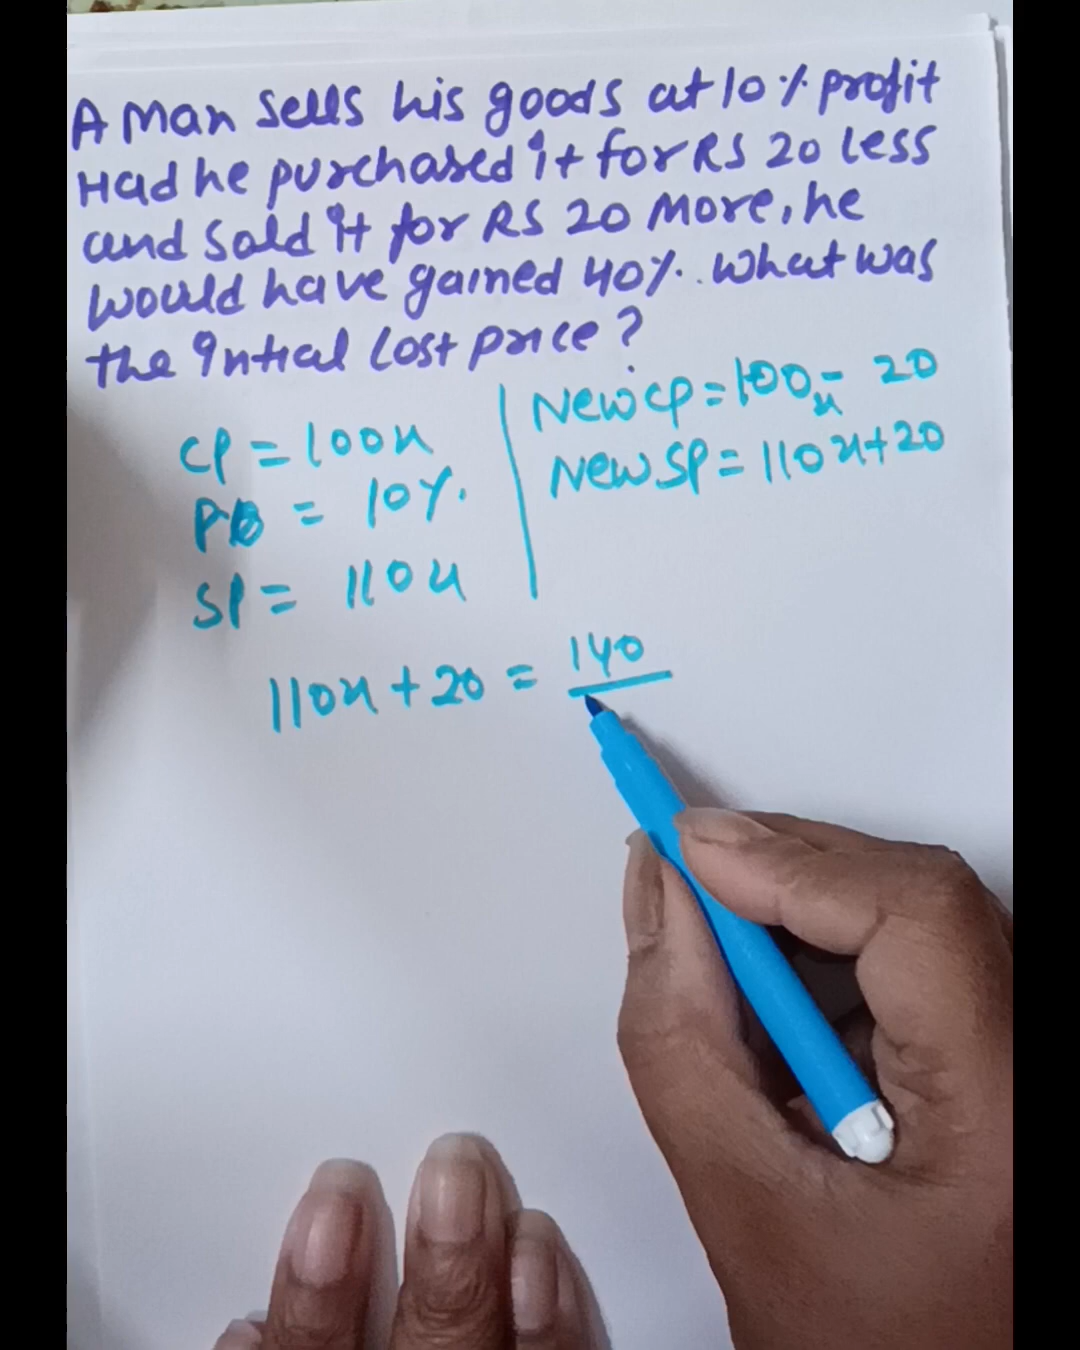 A Man sells his goods at 10% profit
Had he purchased it for RS 20 less
and sold it for RS 20 More, he
would have gained 40%. what was
the intial cost price?
CP = 100x
P% = 10%.
SP = 110x
New CP = 100x - 20
New SP = 110x+20
110x + 20 = 140